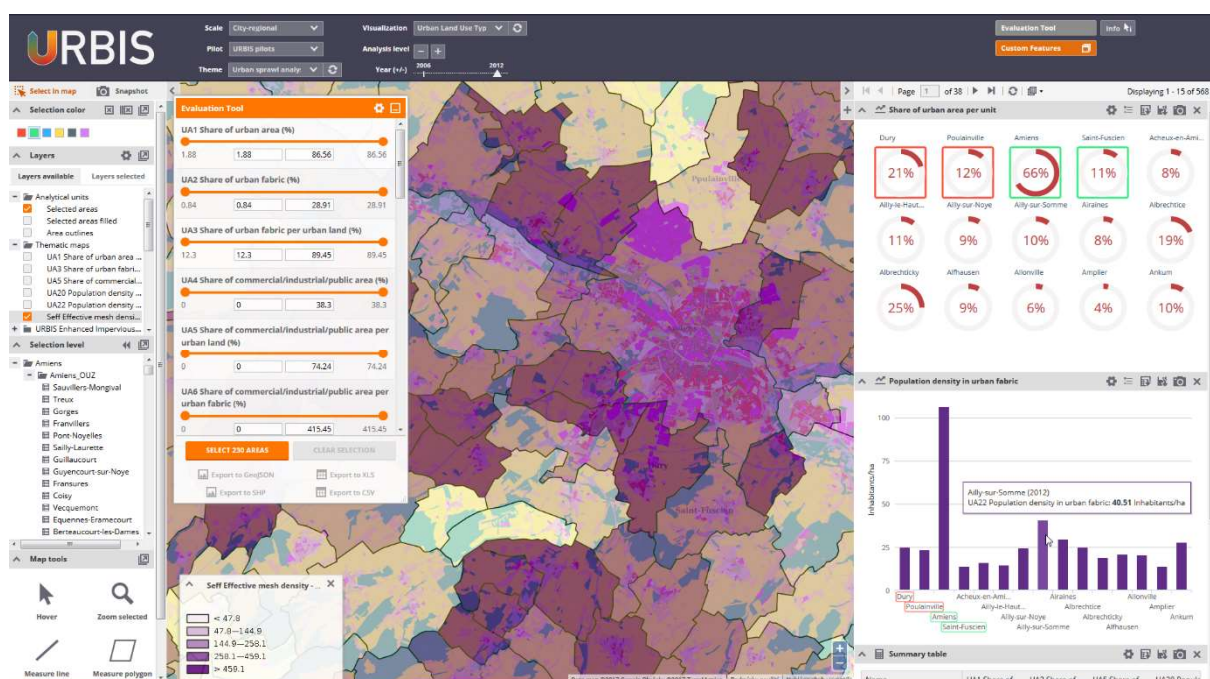 URBIS
Scale City-regional
Pilot URBIS pilots
Theme Urban sprawl analy:
Visualization Urban Land Use Typ
Analysis level - +
Year (+/-) 2006 2012
Evaluation Tool
Info
Custom Features
Select in map Snapshot
Selection color
Layers
Layers available Layers selected
Analytical units
Selected areas
Selected areas filled
Area outlines
Thematic maps
UA1 Share of urban area ...
UA3 Share of urban fabri...
UA5 Share of commercial...
UA20 Population density ...
UA22 Population density ...
Seff Effective mesh densi...
URBIS Enhanced Impervious...
Selection level
Amiens
Amiens_OUZ
Sauvillers-Mongival
Treux
Gorges
Franvillers
Pont-Noyelles
Sailly-Laurette
Guillaucourt
Guyencourt-sur-Noye
Fransures
Coisy
Vecquemont
Equennes-Eramecourt
Berteaucourt-les-Dames
Map tools
Hover Zoom selected
Measure line Measure polygon
Evaluation Tool
UA1 Share of urban area (%)
1.88 1.88 86.56 86.56
UA2 Share of urban fabric (%)
0.84 0.84 28.91 28.91
UA3 Share of urban fabric per urban land (%)
12.3 12.3 89.45 89.45
UA4 Share of commercial/industrial/public area (%)
0 0 38.3 38.3
UA5 Share of commercial/industrial/public area per
urban land (%)
0 0 74.24 74.24
UA6 Share of commercial/industrial/public area per
urban fabric (%)
0 0 415.45 415.45
SELECT 230 AREAS CLEAR SELECTION
Export to GeoJSON Export to XLS
Export to SHP Export to CSV
Poulainville
Dury
Saint-Fuscien
Seff Effective mesh density - ...
< 47.8
47.8—144.9
144.9—258.1
258.1—459.1
> 459.1
Page 1 of 38
Displaying 1 - 15 of 568
Share of urban area per unit
Dury Poulainville Amiens Saint-Fuscien Acheux-en-Ami...
21% 12% 66% 11% 8%
Ailly-le-Haut... Ailly-sur-Noye Ailly-sur-Somme Airaines Albrechtice
11% 9% 10% 8% 19%
Albrechticky Alfhausen Allonville Amplier Ankum
25% 9% 6% 4% 10%
Population density in urban fabric
Inhabitants/ha
100
75
50
25
0
Ailly-sur-Somme (2012)
UA22 Population density in urban fabric: 40.51 Inhabitants/ha
Dury Acheux-en-Ami... Airaines Allonville
Poulainville Ailly-le-Haut... Albrechtice Amplier
Amiens Ailly-sur-Noye Albrechticky Ankum
Saint-Fuscien Ailly-sur-Somme Alfhausen
Summary table